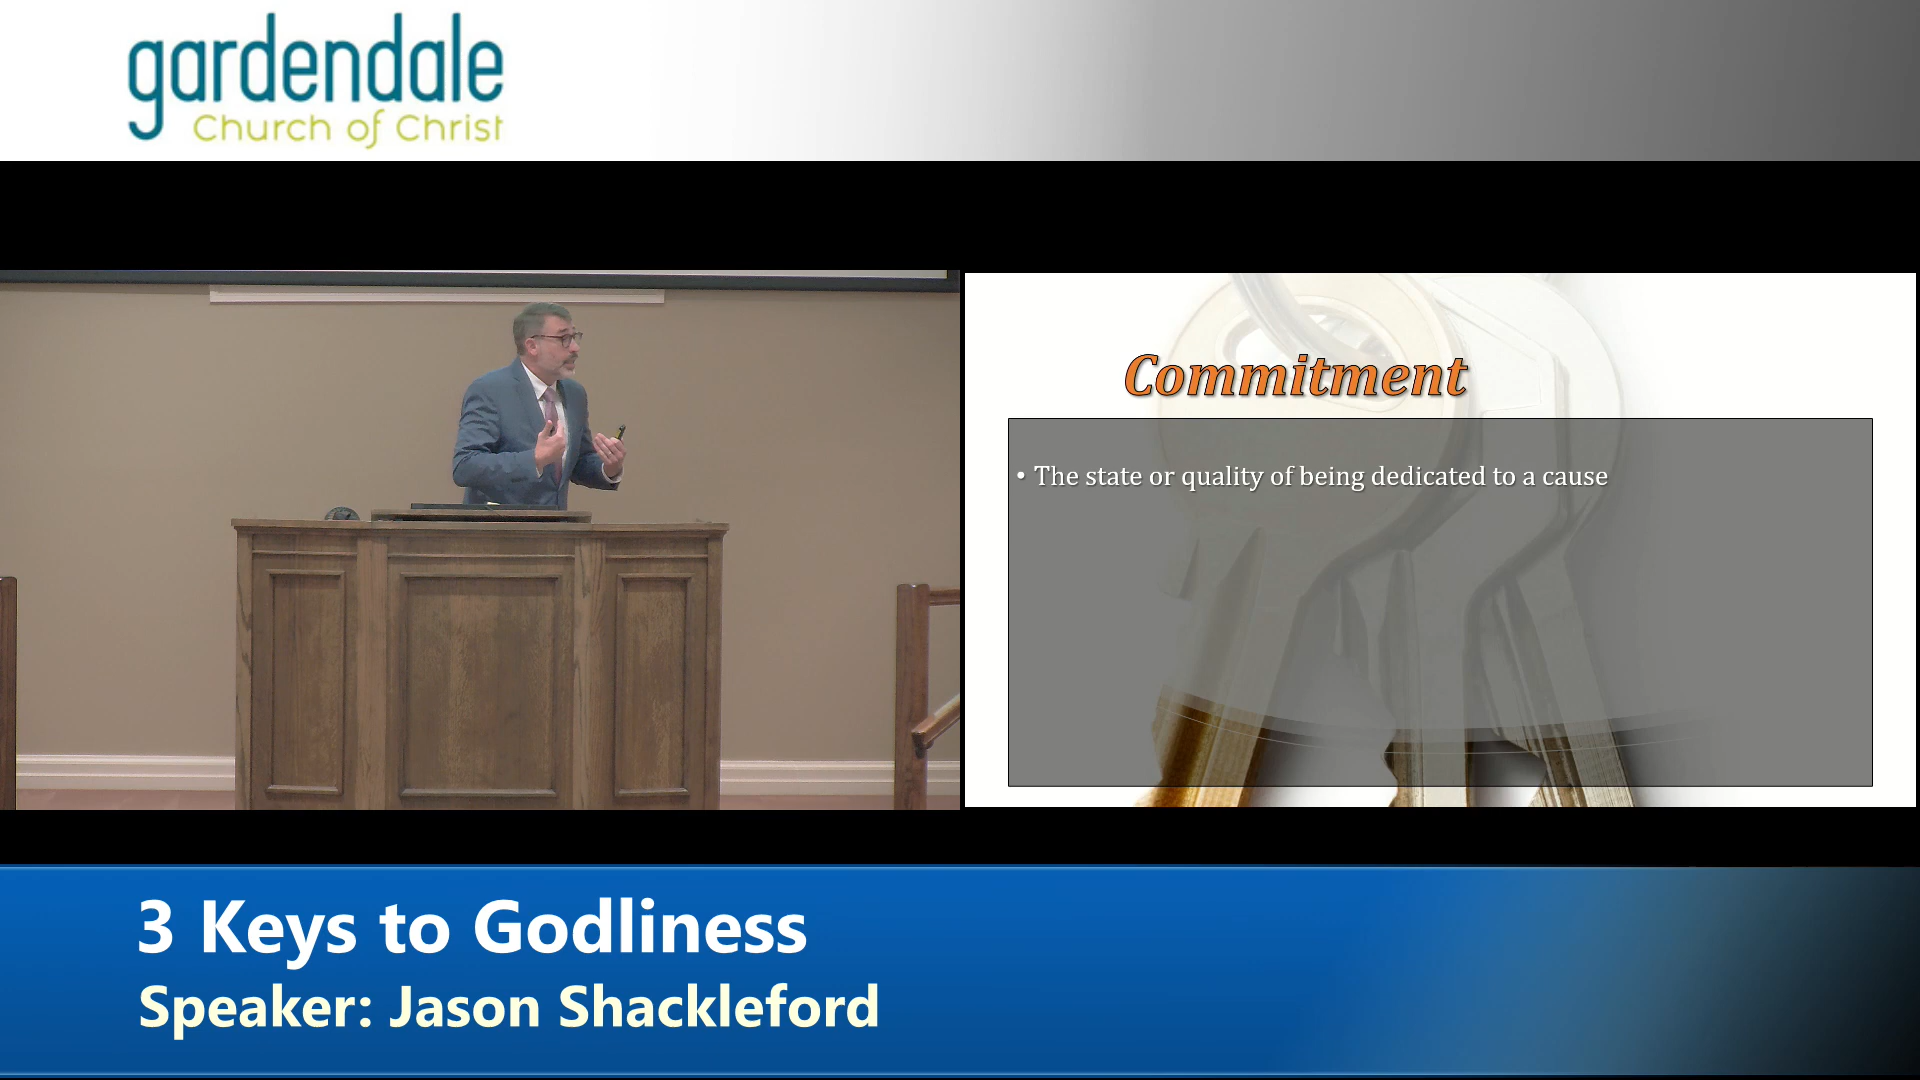 gardendale
Church of Christ
Commitment
• The state or quality of being dedicated to a cause
3 Keys to Godliness
Speaker: Jason Shackleford